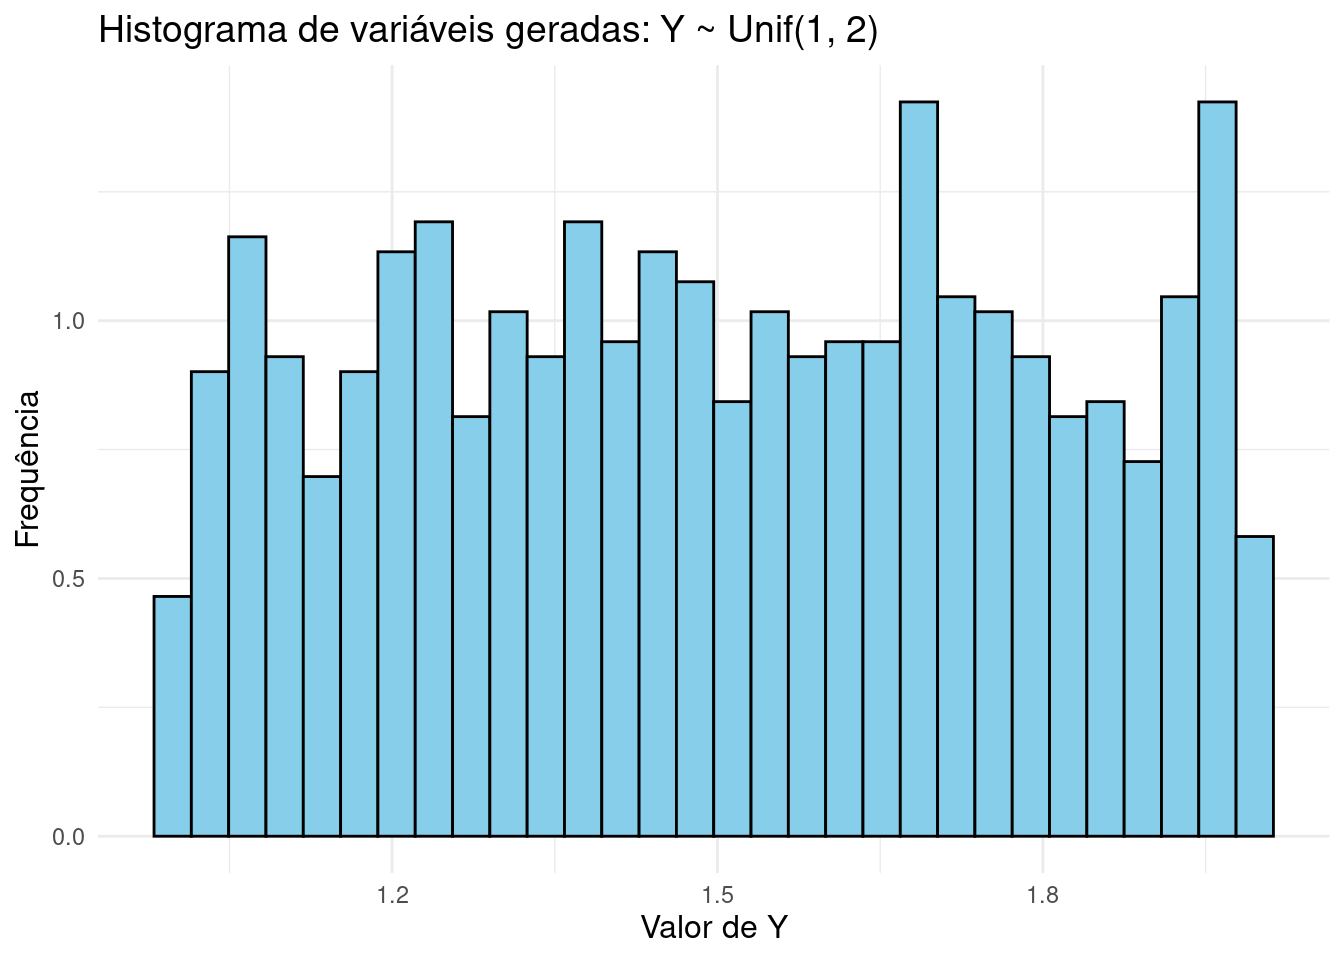 Histograma de variáveis geradas: Y ~ Unif(1, 2)
Frequência
1.0
0.5
0.0
1.2 1.5 1.8
Valor de Y